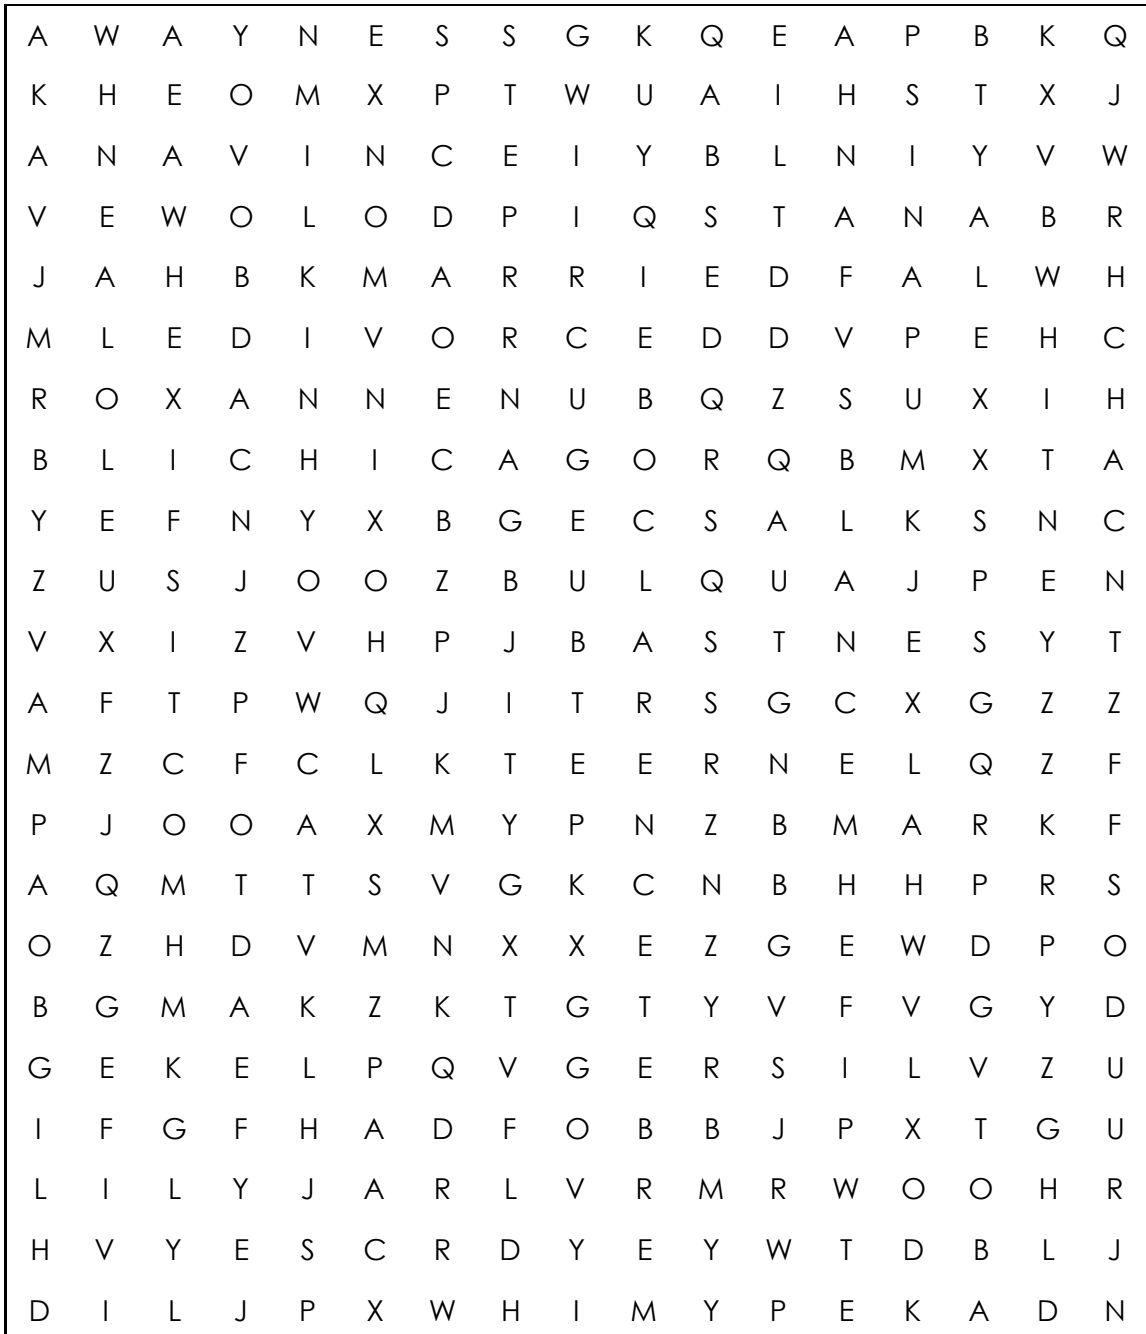 A W A Y N E S S G K Q E A P B K Q
K H E O M X P T W U A I H S T X J
A N A V I N C E I Y B L N I Y V W
V E W O L O D P I Q S T A N A B R
J A H B K M A R R I E D F A L W H
M L E D I V O R C E D D V P E H C
R O X A N N E N U B Q Z S U X I H
B L I C H I C A G O R Q B M X T A
Y E F N Y X B G E C S A L K S N C
Z U S J O O Z B U L Q U A J P E N
V X I Z V H P J B A S T N E S Y T
A F T P W Q J I T R S G C X G Z Z
M Z C F C L K T E E R N E L Q Z F
P J O O A X M Y P N Z B M A R K F
A Q M T T S V G K C N B H H P R S
O Z H D V M N X X E Z G E W D P O
B G M A K Z K T G T Y V F V G Y D
G E K E L P Q V G E R S I L V Z U
I F G F H A D F O B B J P X T G U
L I L Y J A R L V R M R W O O H R
H V Y E S C R D Y E Y W T D B L J
D I L J P X W H I M Y P E K A D N